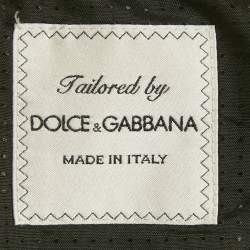 Tailored by
DOLCE & GABBANA
MADE IN ITALY